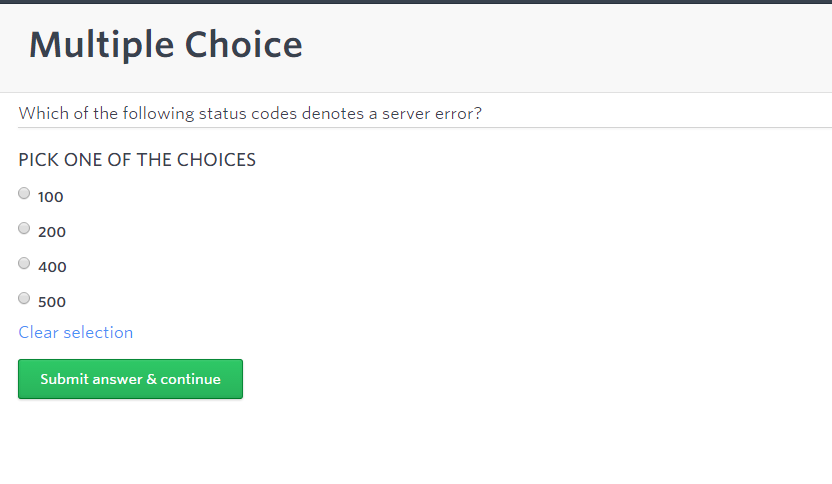 Multiple Choice
Which of the following status codes denotes a server error?
PICK ONE OF THE CHOICES
100
200
400
500
Clear selection
Submit answer & continue